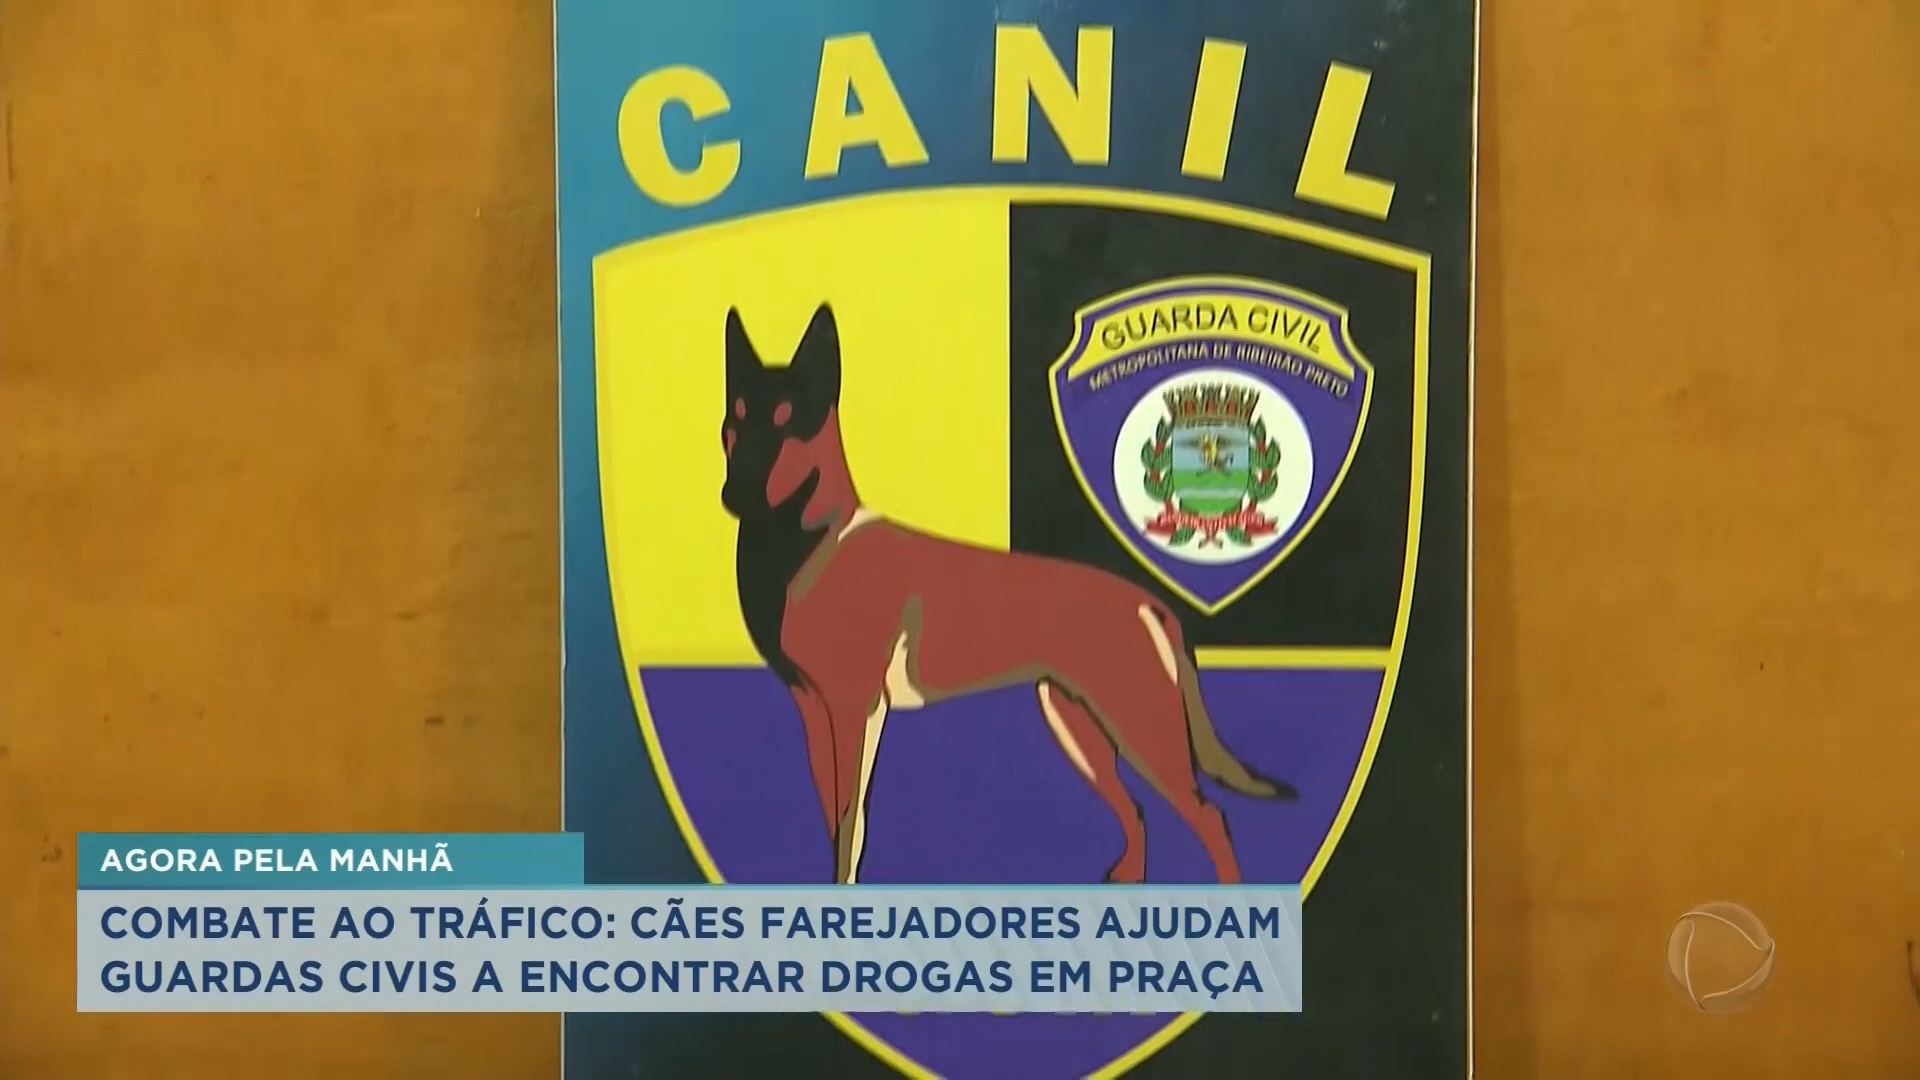 CANIL
GUARDA CIVIL
METROPOLITANA DE RIBEIRÃO PRETO
AGORA PELA MANHÃ
COMBATE AO TRÁFICO: CÃES FAREJADORES AJUDAM
GUARDAS CIVIS A ENCONTRAR DROGAS EM PRAÇA